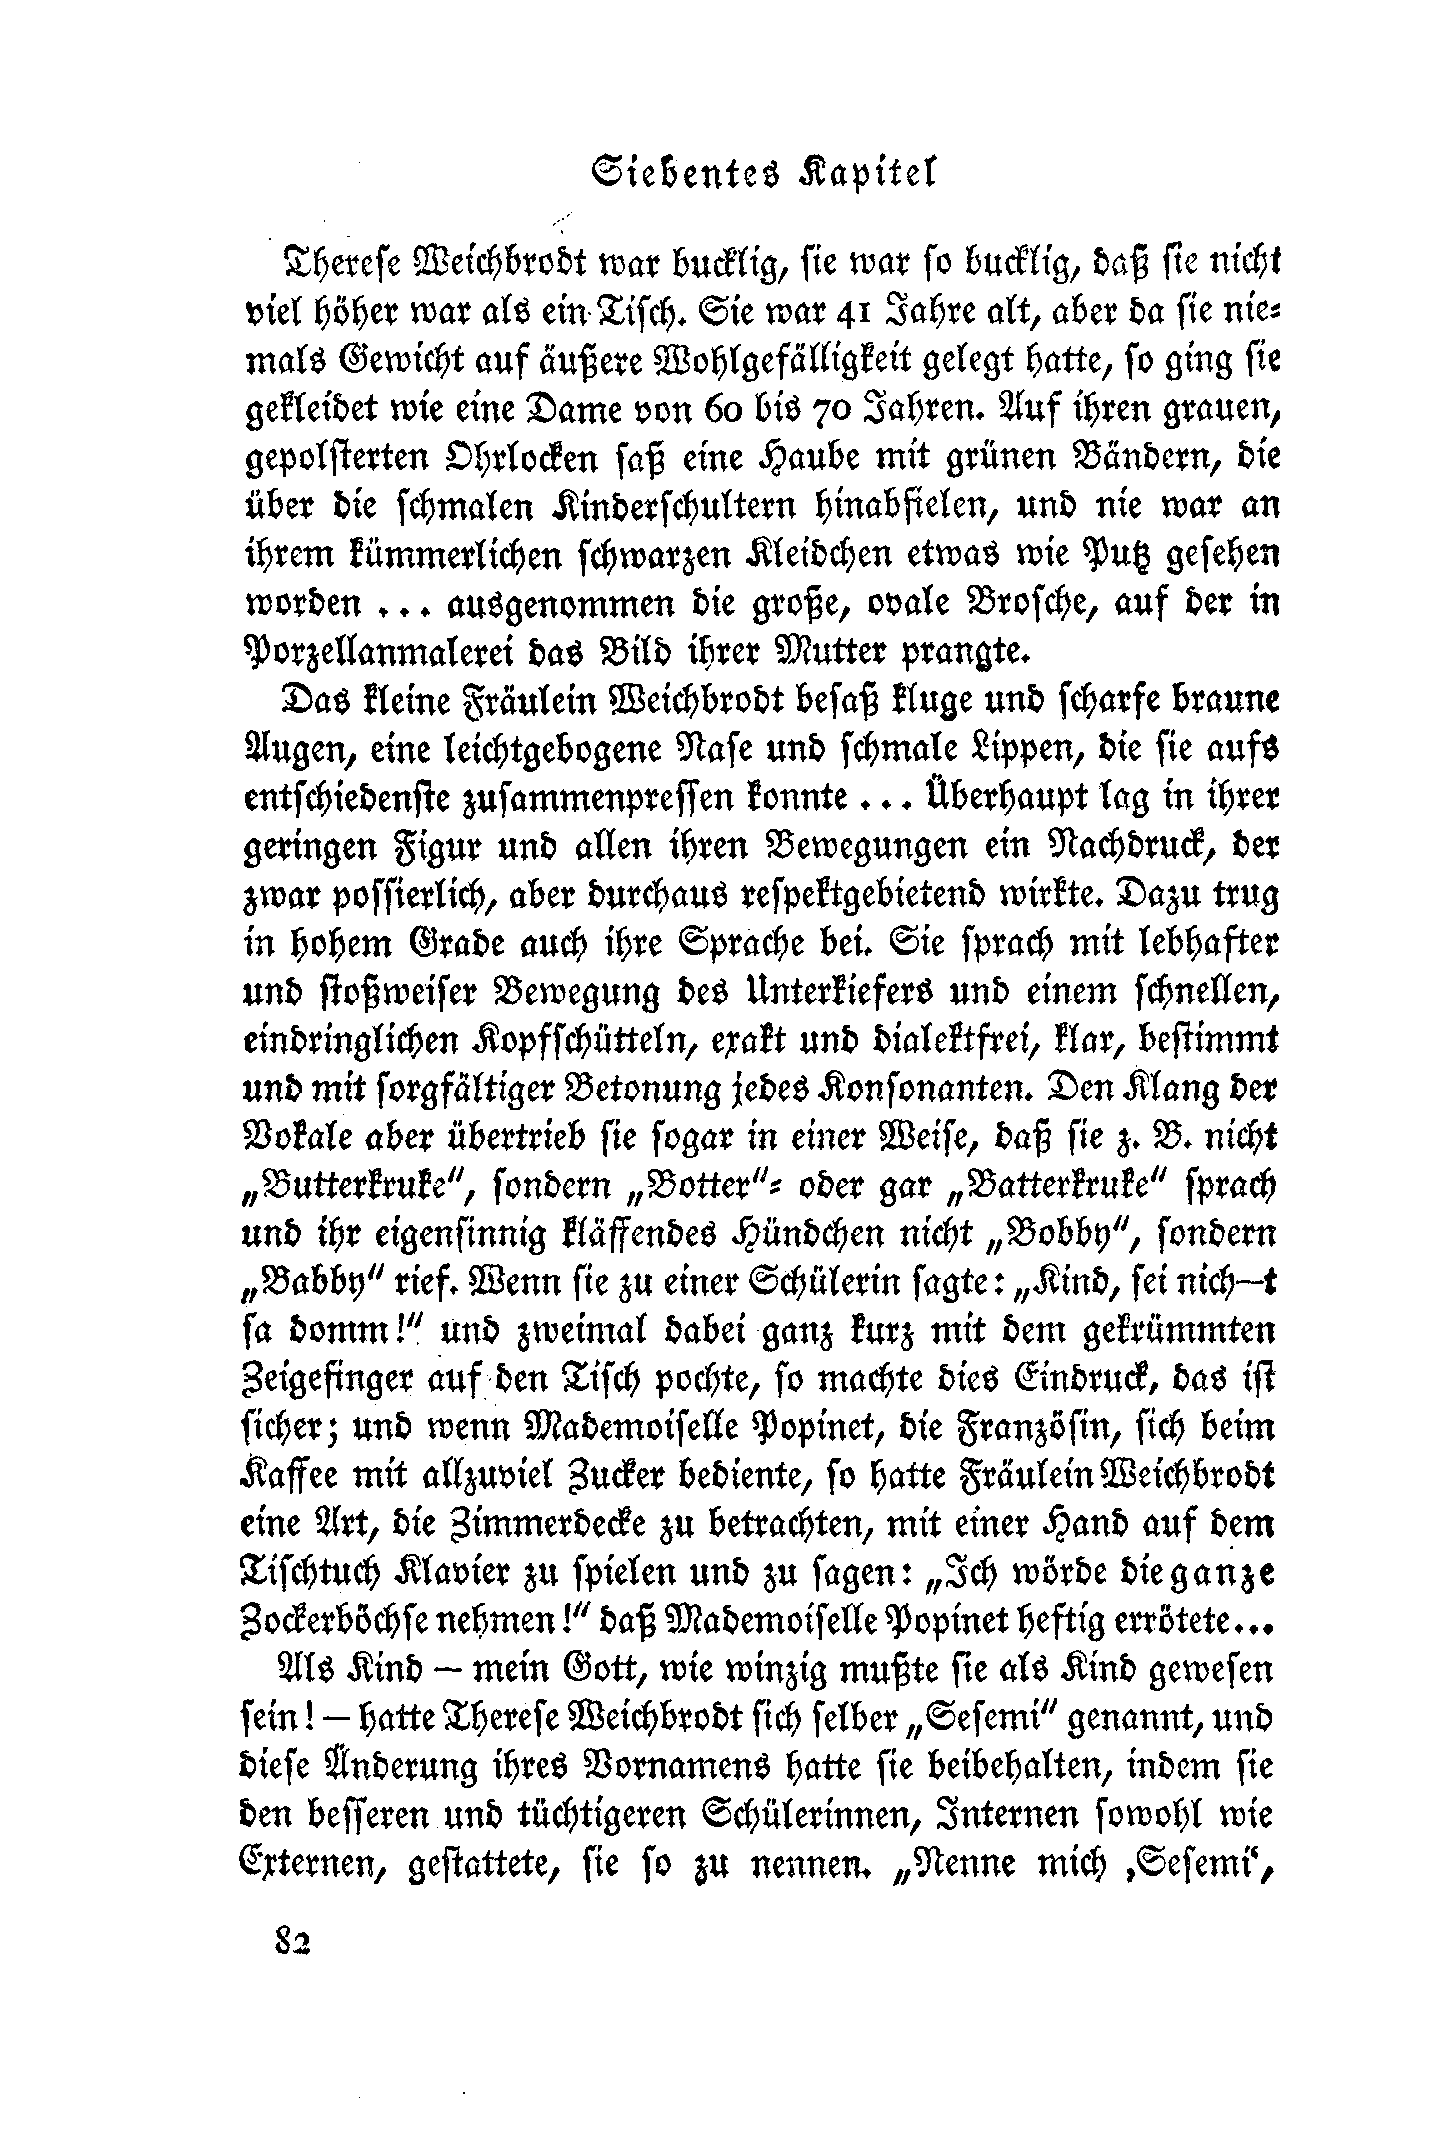 Siebentes Kapitel
Therese Weichbrodt war bucklig, sie war so bucklig, daß sie nicht
viel höher war als ein Tisch. Sie war 41 Jahre alt, aber da sie nie-
mals Gewicht auf äußere Wohlgefälligkeit gelegt hatte, so ging sie
gekleidet wie eine Dame von 60 bis 70 Jahren. Auf ihren grauen,
gepolsterten Ohrlocken saß eine Haube mit grünen Bändern, die
über die schmalen Kinderschultern hinabfielen, und nie war an
ihrem kümmerlichen schwarzen Kleidchen etwas wie Putz gesehen
worden ... ausgenommen die große, ovale Brosche, auf der in
Porzellanmalerei das Bild ihrer Mutter prangte.
Das kleine Fräulein Weichbrodt besaß kluge und scharfe braune
Augen, eine leichtgebogene Nase und schmale Lippen, die sie aufs
entschiedenste zusammenpressen konnte ... Überhaupt lag in ihrer
geringen Figur und allen ihren Bewegungen ein Nachdruck, der
zwar possierlich, aber durchaus respektgebietend wirkte. Dazu trug
in hohem Grade auch ihre Sprache bei. Sie sprach mit lebhafter
und stoßweiser Bewegung des Unterkiefers und einem schnellen,
eindringlichen Kopfschütteln, exakt und dialektfrei, klar, bestimmt
und mit sorgfältiger Betonung jedes Konsonanten. Den Klang der
Vokale aber übertrieb sie sogar in einer Weise, daß sie z. B. nicht
„Butterkruke“, sondern „Botter“- oder gar „Batterkruke“ sprach
und ihr eigensinnig kläffendes Hündchen nicht „Bobby“, sondern
„Babby“ rief. Wenn sie zu einer Schülerin sagte: „Kind, sei nich—t
sa domm!“ und zweimal dabei ganz kurz mit dem gekrümmten
Zeigefinger auf den Tisch pochte, so machte dies Eindruck, das ist
sicher; und wenn Mademoiselle Popinet, die Französin, sich beim
Kaffee mit allzuviel Zucker bediente, so hatte Fräulein Weichbrodt
eine Art, die Zimmerdecke zu betrachten, mit einer Hand auf dem
Tischtuch Klavier zu spielen und zu sagen: „Ich wörde die ganze
Zockerböchse nehmen!“ daß Mademoiselle Popinet heftig errötete...
Als Kind — mein Gott, wie winzig mußte sie als Kind gewesen
sein! — hatte Therese Weichbrodt sich selber „Sesemi“ genannt, und
diese Änderung ihres Vornamens hatte sie beibehalten, indem sie
den besseren und tüchtigeren Schülerinnen, Internen sowohl wie
Externen, gestattete, sie so zu nennen. „Nenne mich ‚Sesemi‘,
82